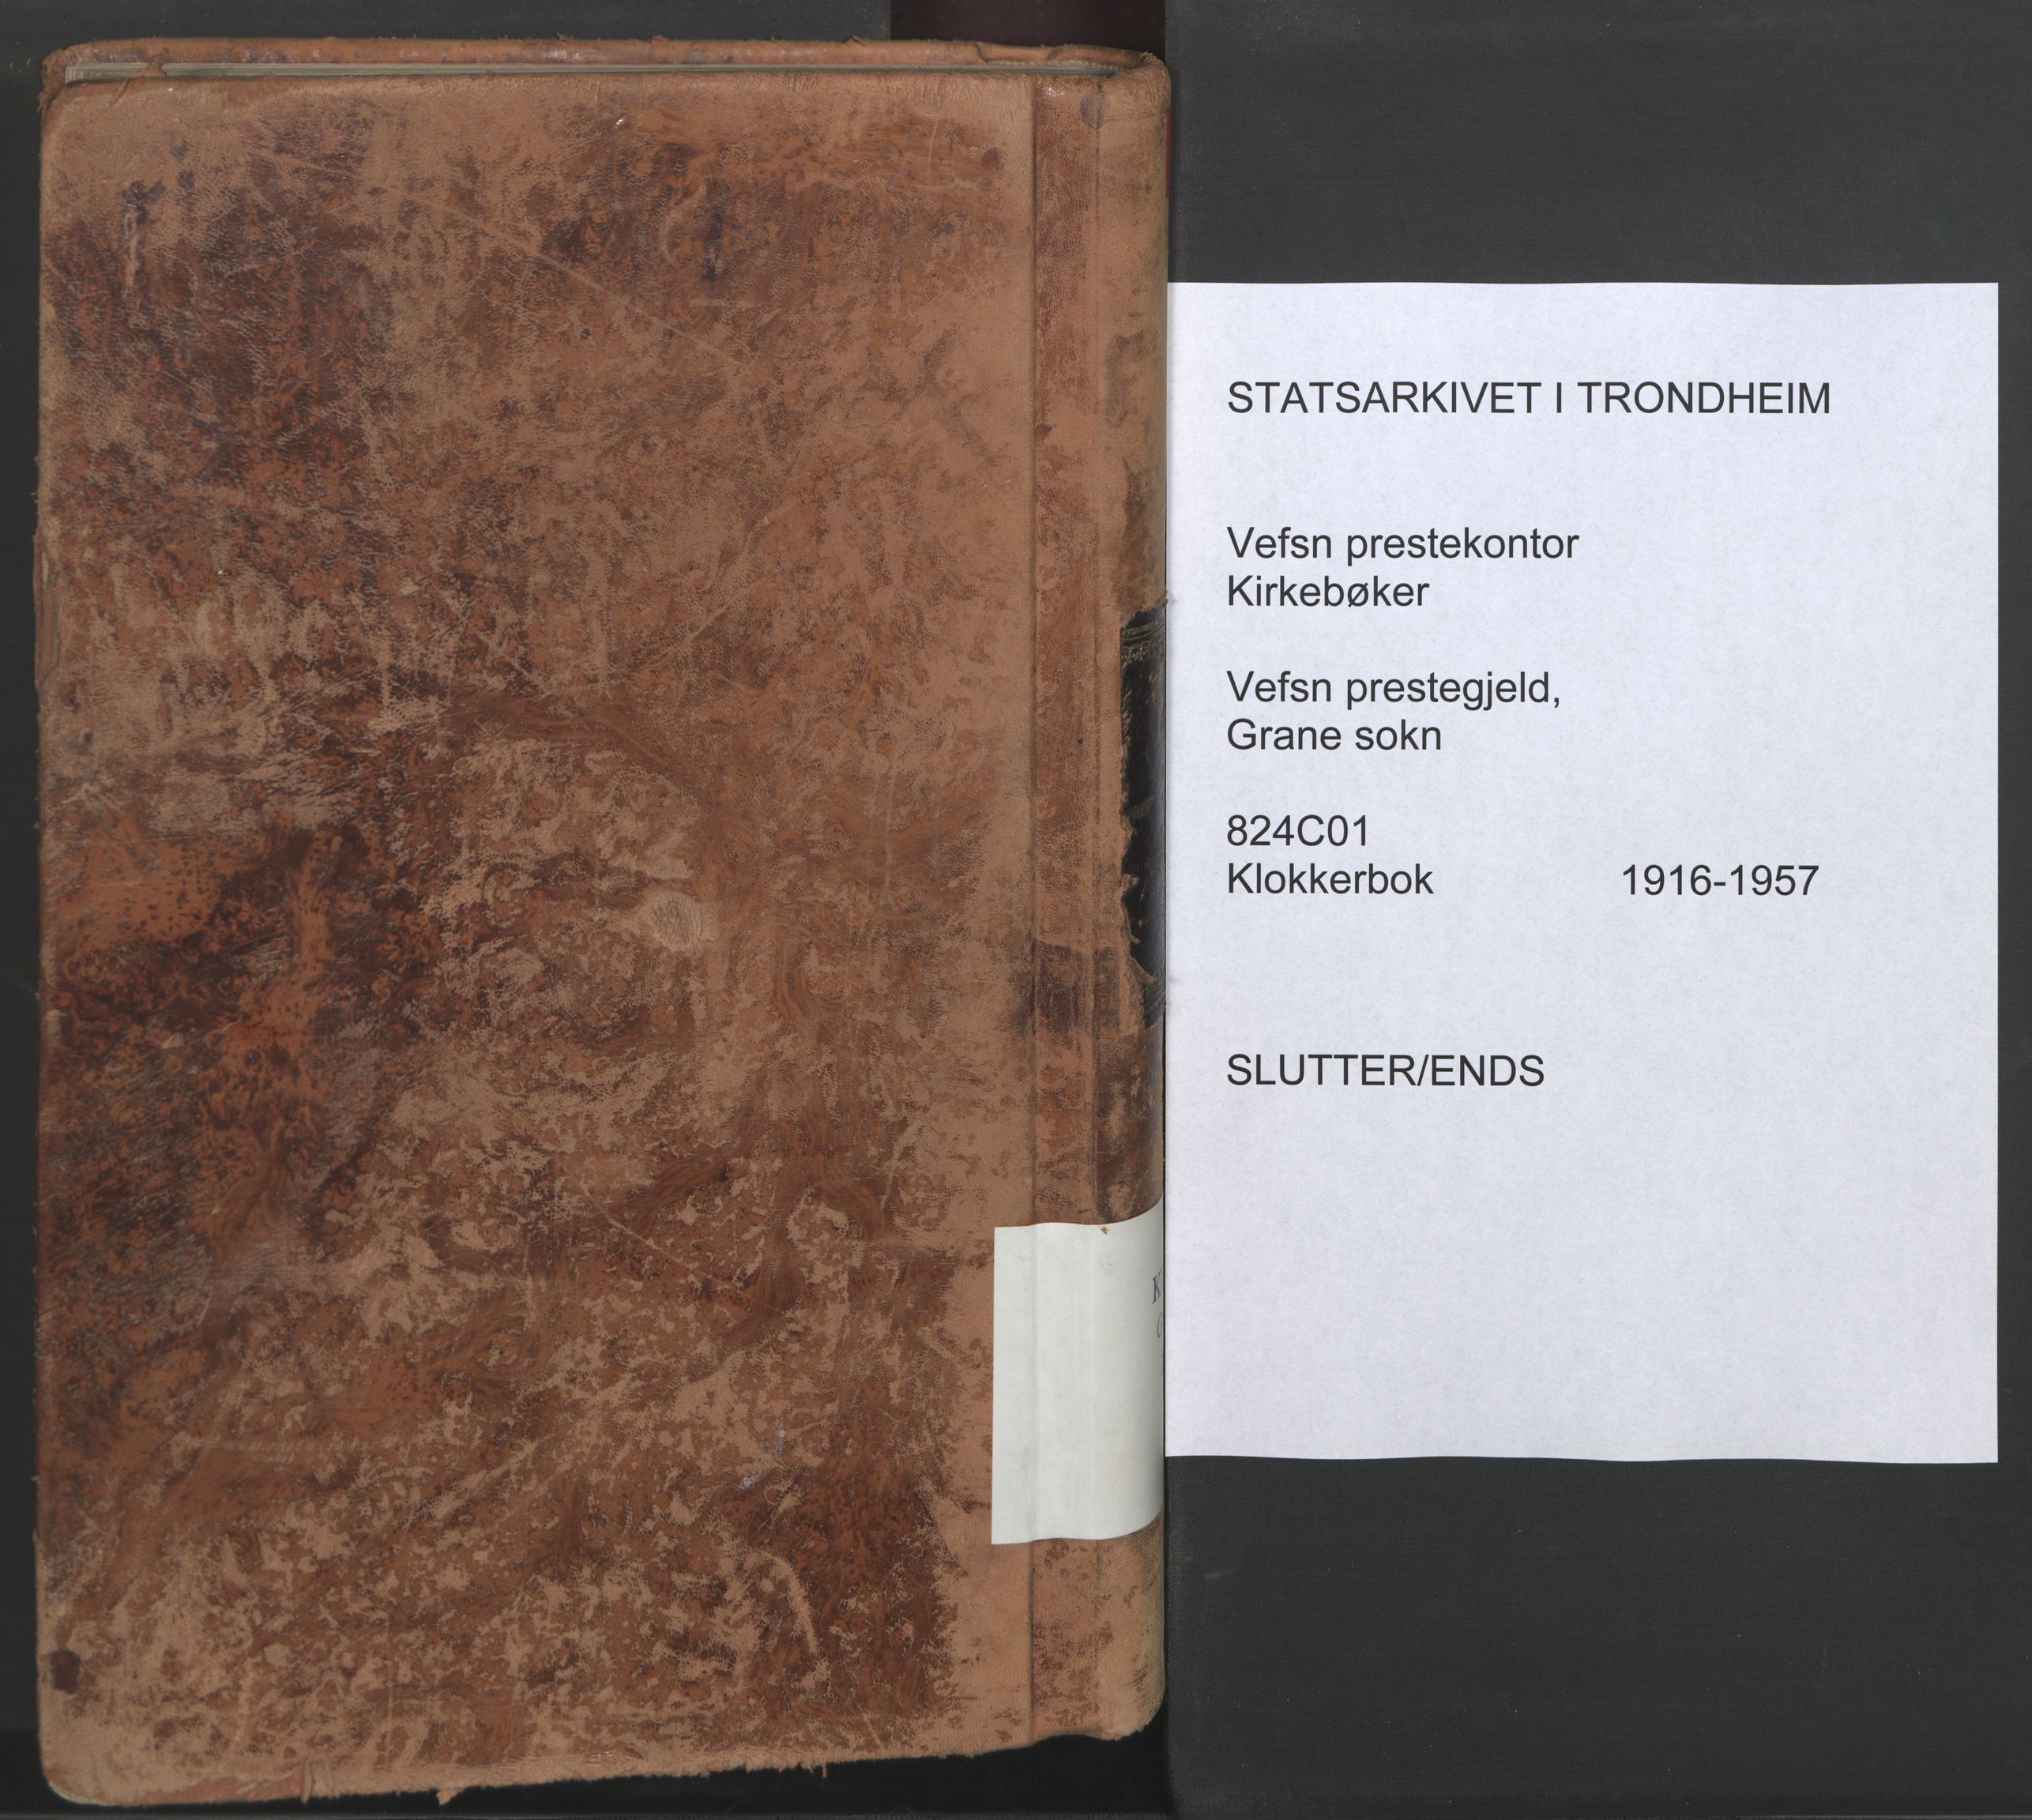 STATSARKIVET I TRONDHEIM
Vefsn prestekontor
Kirkebøker
Vefsn prestegjeld,
Grane sokn
824C01
Klokkerbok 1916-1957
SLUTTER/ENDS
K